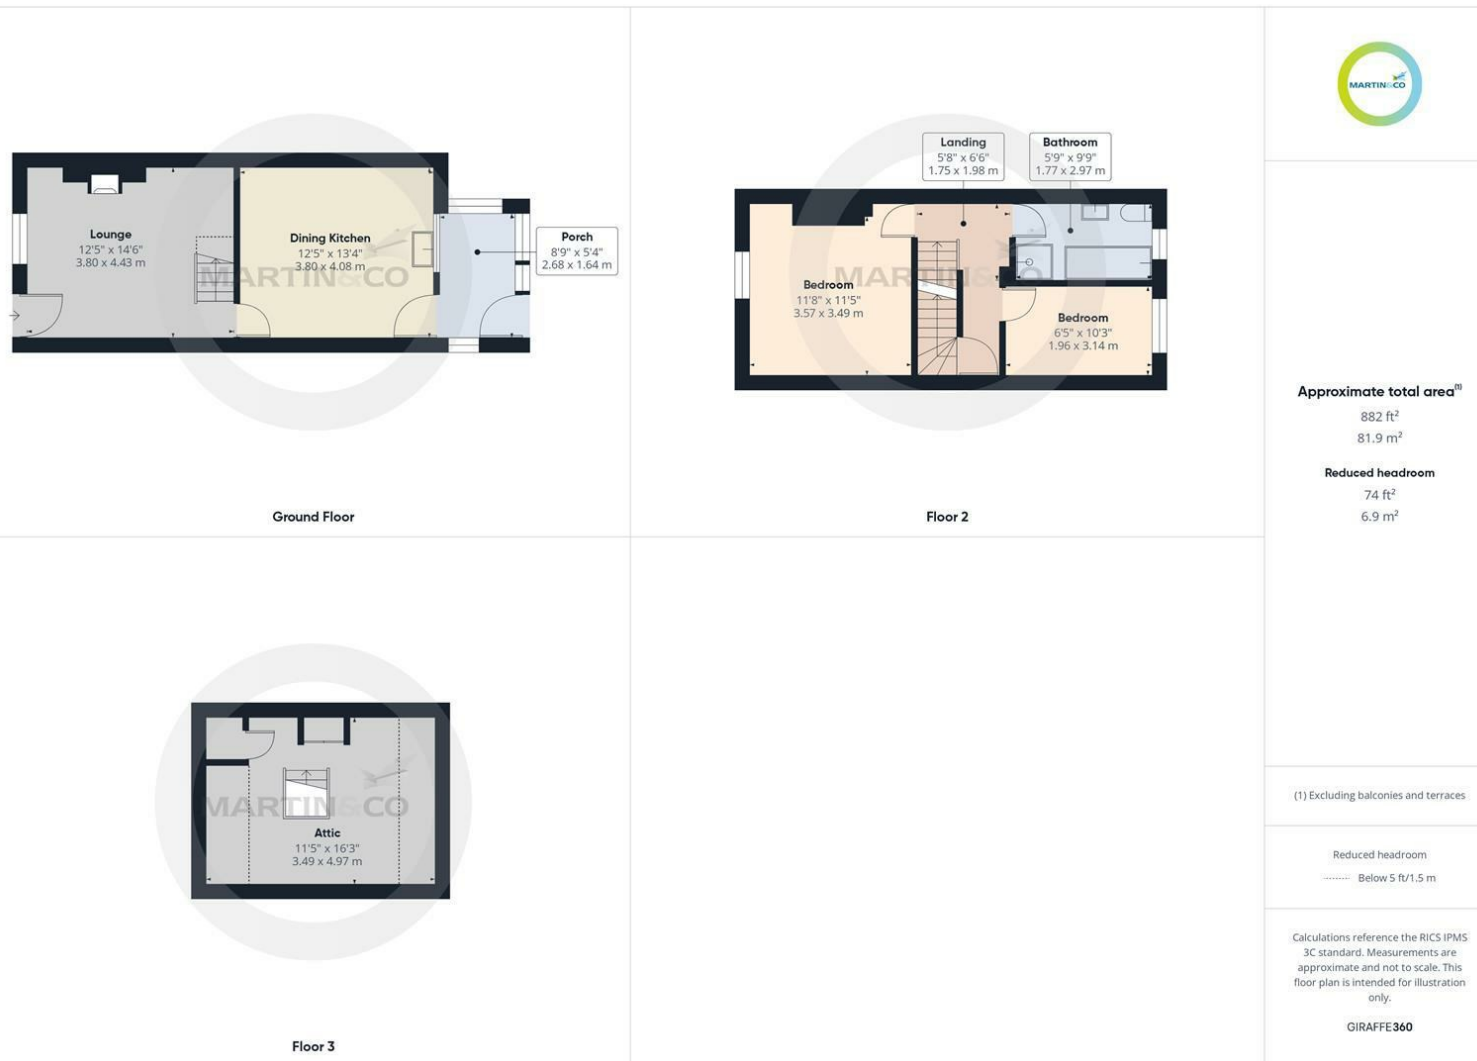 Lounge
12'5" x 14'6"
3.80 x 4.43 m
Dining Kitchen
12'5" x 13'4"
3.80 x 4.08 m
Porch
8'9" x 5'4"
2.68 x 1.64 m
MARTIN&CO
Ground Floor
Landing
5'8" x 6'6"
1.75 x 1.98 m
Bathroom
5'9" x 9'9"
1.77 x 2.97 m
Bedroom
11'8" x 11'5"
3.57 x 3.49 m
Bedroom
6'5" x 10'3"
1.96 x 3.14 m
MARTIN&CO
Floor 2
MARTIN&CO
Attic
11'5" x 16'3"
3.49 x 4.97 m
Floor 3
MARTIN&CO
Approximate total area(1)
882 ft²
81.9 m²
Reduced headroom
74 ft²
6.9 m²
(1) Excluding balconies and terraces
Reduced headroom
Below 5 ft/1.5 m
Calculations reference the RICS IPMS
3C standard. Measurements are
approximate and not to scale. This
floor plan is intended for illustration
only.
GIRAFFE360